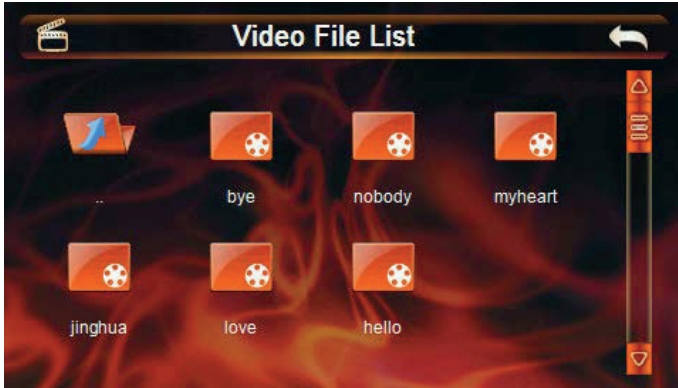 Video File List
..
bye
nobody
myheart
jinghua
love
hello